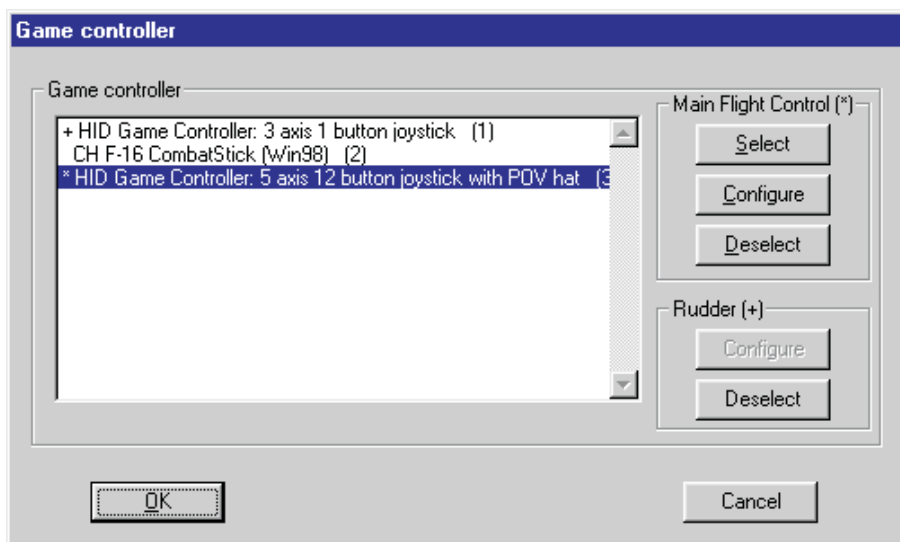 Game controller
Game controller
+ HID Game Controller: 3 axis 1 button joystick (1)
CH F-16 CombatStick (Win98) (2)
* HID Game Controller: 5 axis 12 button joystick with POV hat (3
Main Flight Control (*)
Select
Configure
Deselect
Rudder (+)
Configure
Deselect
OK
Cancel